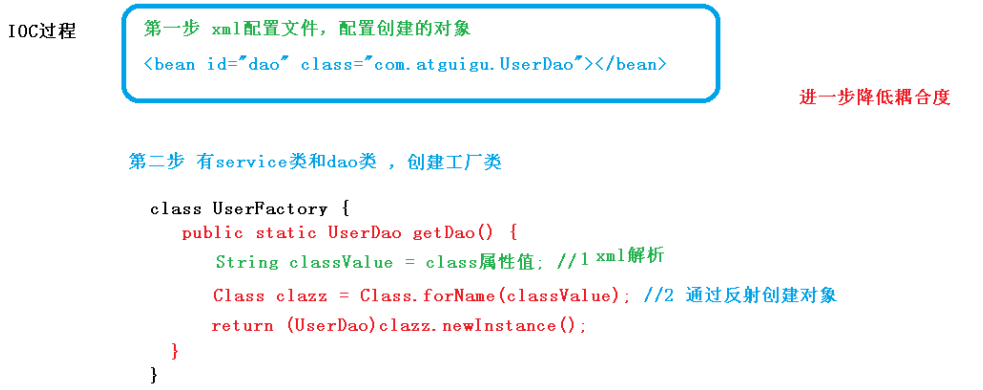 IOC过程
第一步 xml配置文件，配置创建的对象
<bean id="dao" class="com.atguigu.UserDao"></bean>
进一步降低耦合度
第二步 有service类和dao类 ，创建工厂类
class UserFactory {
public static UserDao getDao() {
String classValue = class属性值; //1 xml解析
Class clazz = Class.forName(classValue); //2 通过反射创建对象
return (UserDao)clazz.newInstance();
}
}